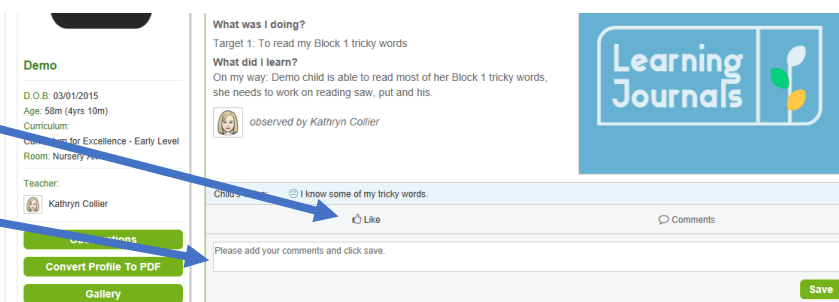 Demo
D.O.B: 03/01/2015
Age: 58m (4yrs 10m)
Curriculum:
for Excellence - Early Level
Room: Nursery
Teacher:
Kathryn Collier
Convert Profile To PDF
Gallery
What was I doing?
Target 1: To read my Block 1 tricky words
What did I learn?
On my way: Demo child is able to read most of her Block 1 tricky words,
she needs to work on reading saw, put and his.
observed by Kathryn Collier
Learning
Journals
I know some of my tricky words.
Like
Comments
Please add your comments and click save.
Save